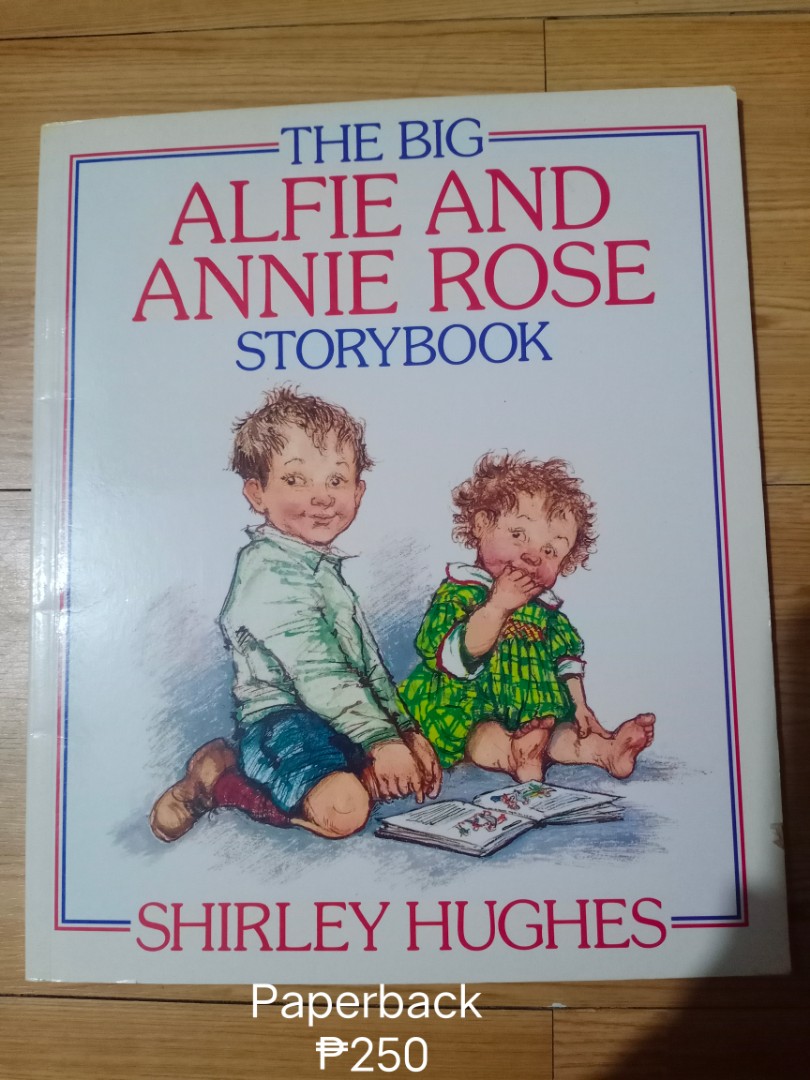 THE BIG
ALFIE AND
ANNIE ROSE
STORYBOOK
SHIRLEY HUGHES
Paperback
₱250